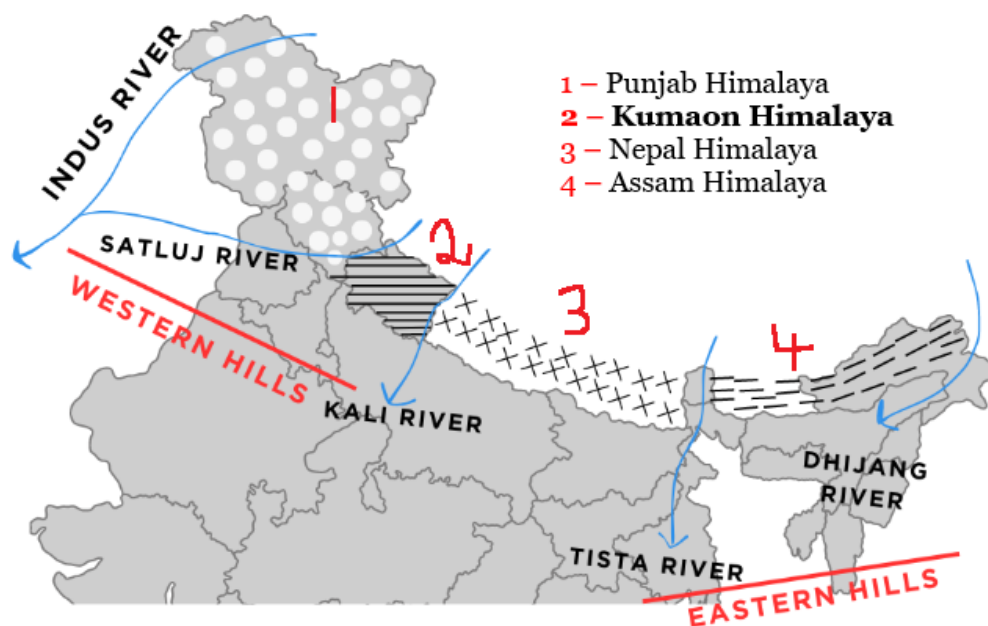 INDUS RIVER
1
1 – Punjab Himalaya
2 – Kumaon Himalaya
3 – Nepal Himalaya
4 – Assam Himalaya
SATLUJ RIVER
2
WESTERN HILLS
3
4
KALI RIVER
DHIJANG
RIVER
TISTA RIVER
EASTERN HILLS